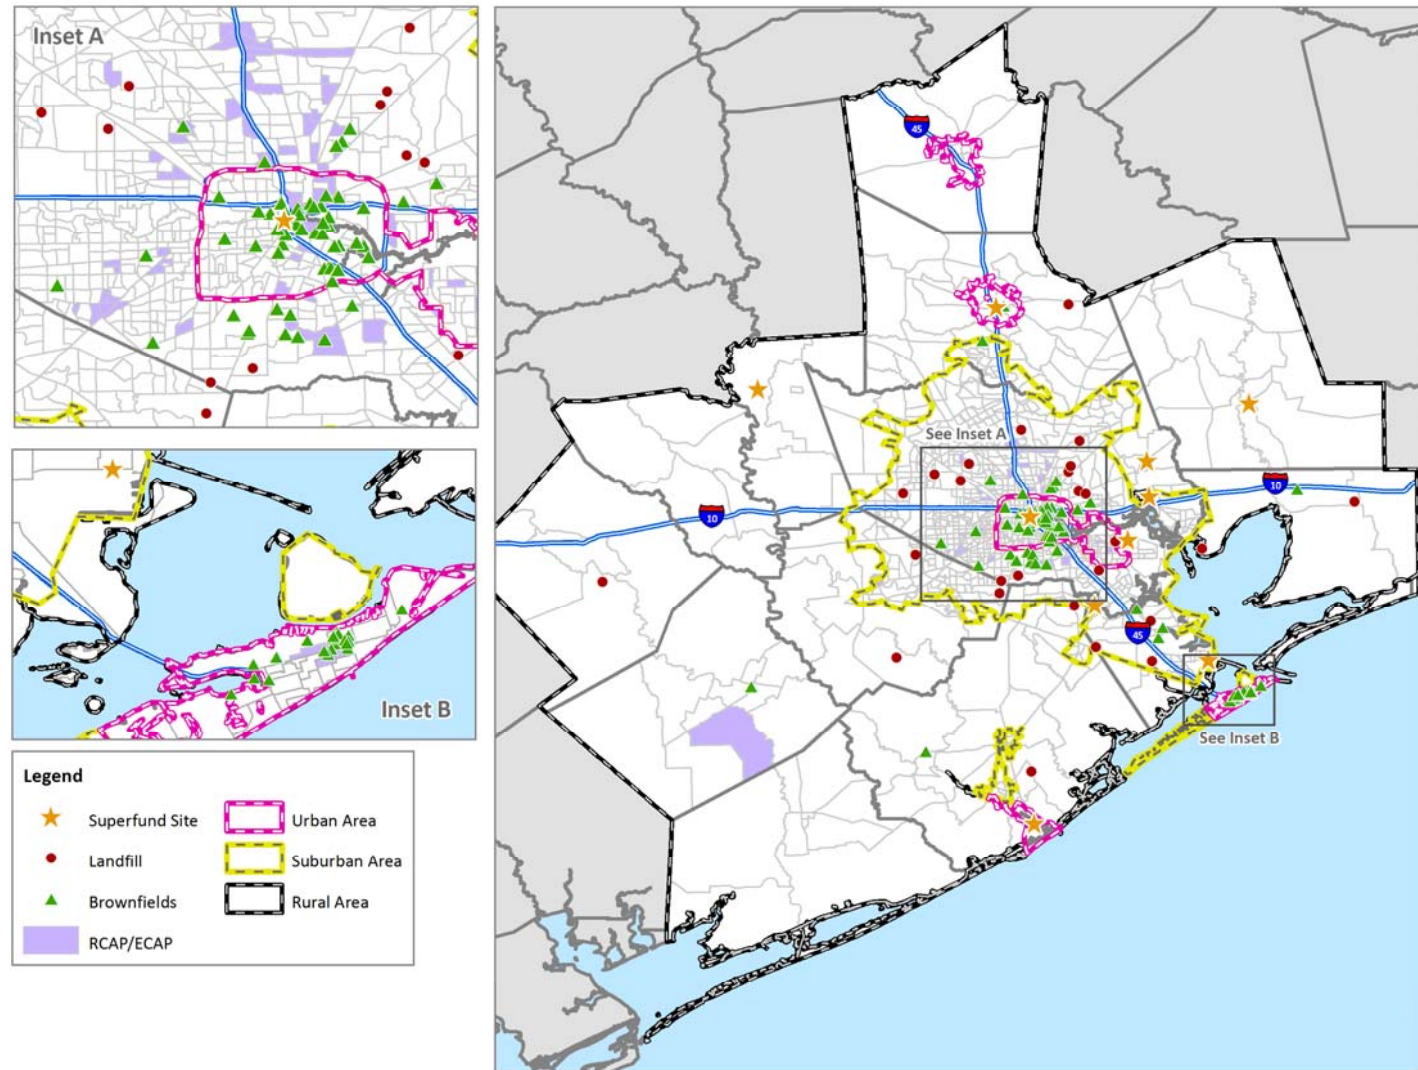 Inset A
Inset B
Legend
Superfund Site
Urban Area
Landfill
Suburban Area
Brownfields
Rural Area
RCAP/ECAP
45
See Inset A
10
10
45
See Inset B